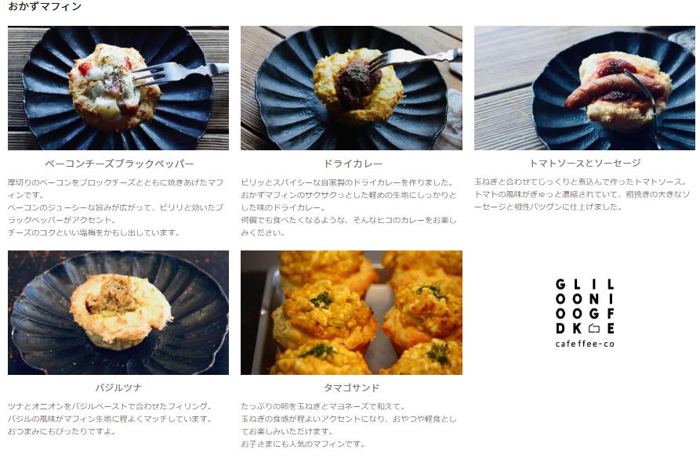 おかずマフィン
ベーコンチーズブラックペッパー
厚切りのベーコンをブロックチーズとともに焼きあげたマフ
ィンです。
ベーコンのジューシーな旨みが広がって、ピリリと効いたブ
ラックペッパーがアクセント。
チーズのコクといい塩梅をかもし出しています。
ドライカレー
ピリッとスパイシーな自家製のドライカレーを作りました。
おかずマフィンのサクサクっとした軽めの生地にしっかりと
した味のドライカレー。
何個でも食べたくなるような、そんなヒコのカレーをお楽し
みください。
トマトソースとソーセージ
玉ねぎと合わせてじっくりと煮込んで作ったトマトソース。
トマトの風味がぎゅっと濃縮されていて、粗挽きの大きなソ
ーセージと相性バツグンに仕上げました。
バジルツナ
ツナとオニオンをバジルペーストで合わせたフィリング。
バジルの風味がマフィン生地に程よくマッチしています。
おつまみにもぴったりですよ。
タマゴサンド
たっぷりの卵を玉ねぎとマヨネーズで和えて。
玉ねぎの食感が程よいアクセントになり、おやつや軽食とし
てお楽しみいただけます。
お子さまにも人気のマフィンです。
GLIL
OONI
OOGF
DK E
cafeffee-co